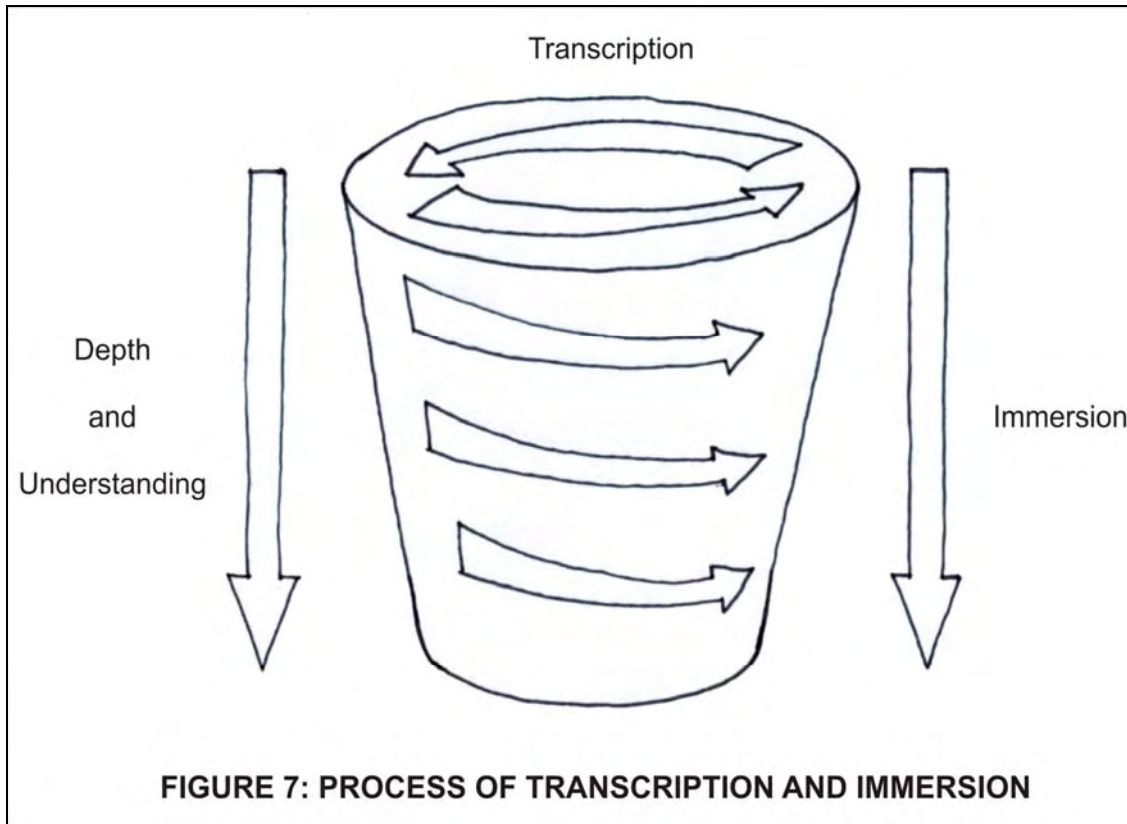 Transcription
Depth
and
Understanding
Immersion
FIGURE 7: PROCESS OF TRANSCRIPTION AND IMMERSION